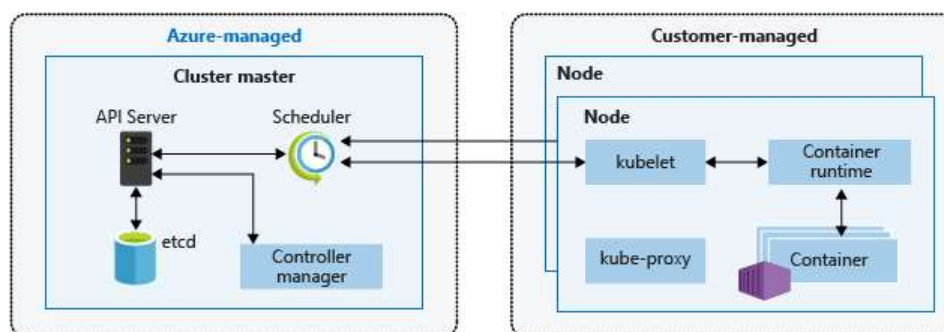 Azure-managed
Cluster master
API Server
Scheduler
etcd
Controller
manager
Customer-managed
Node
Node
kubelet
Container
runtime
kube-proxy
Container